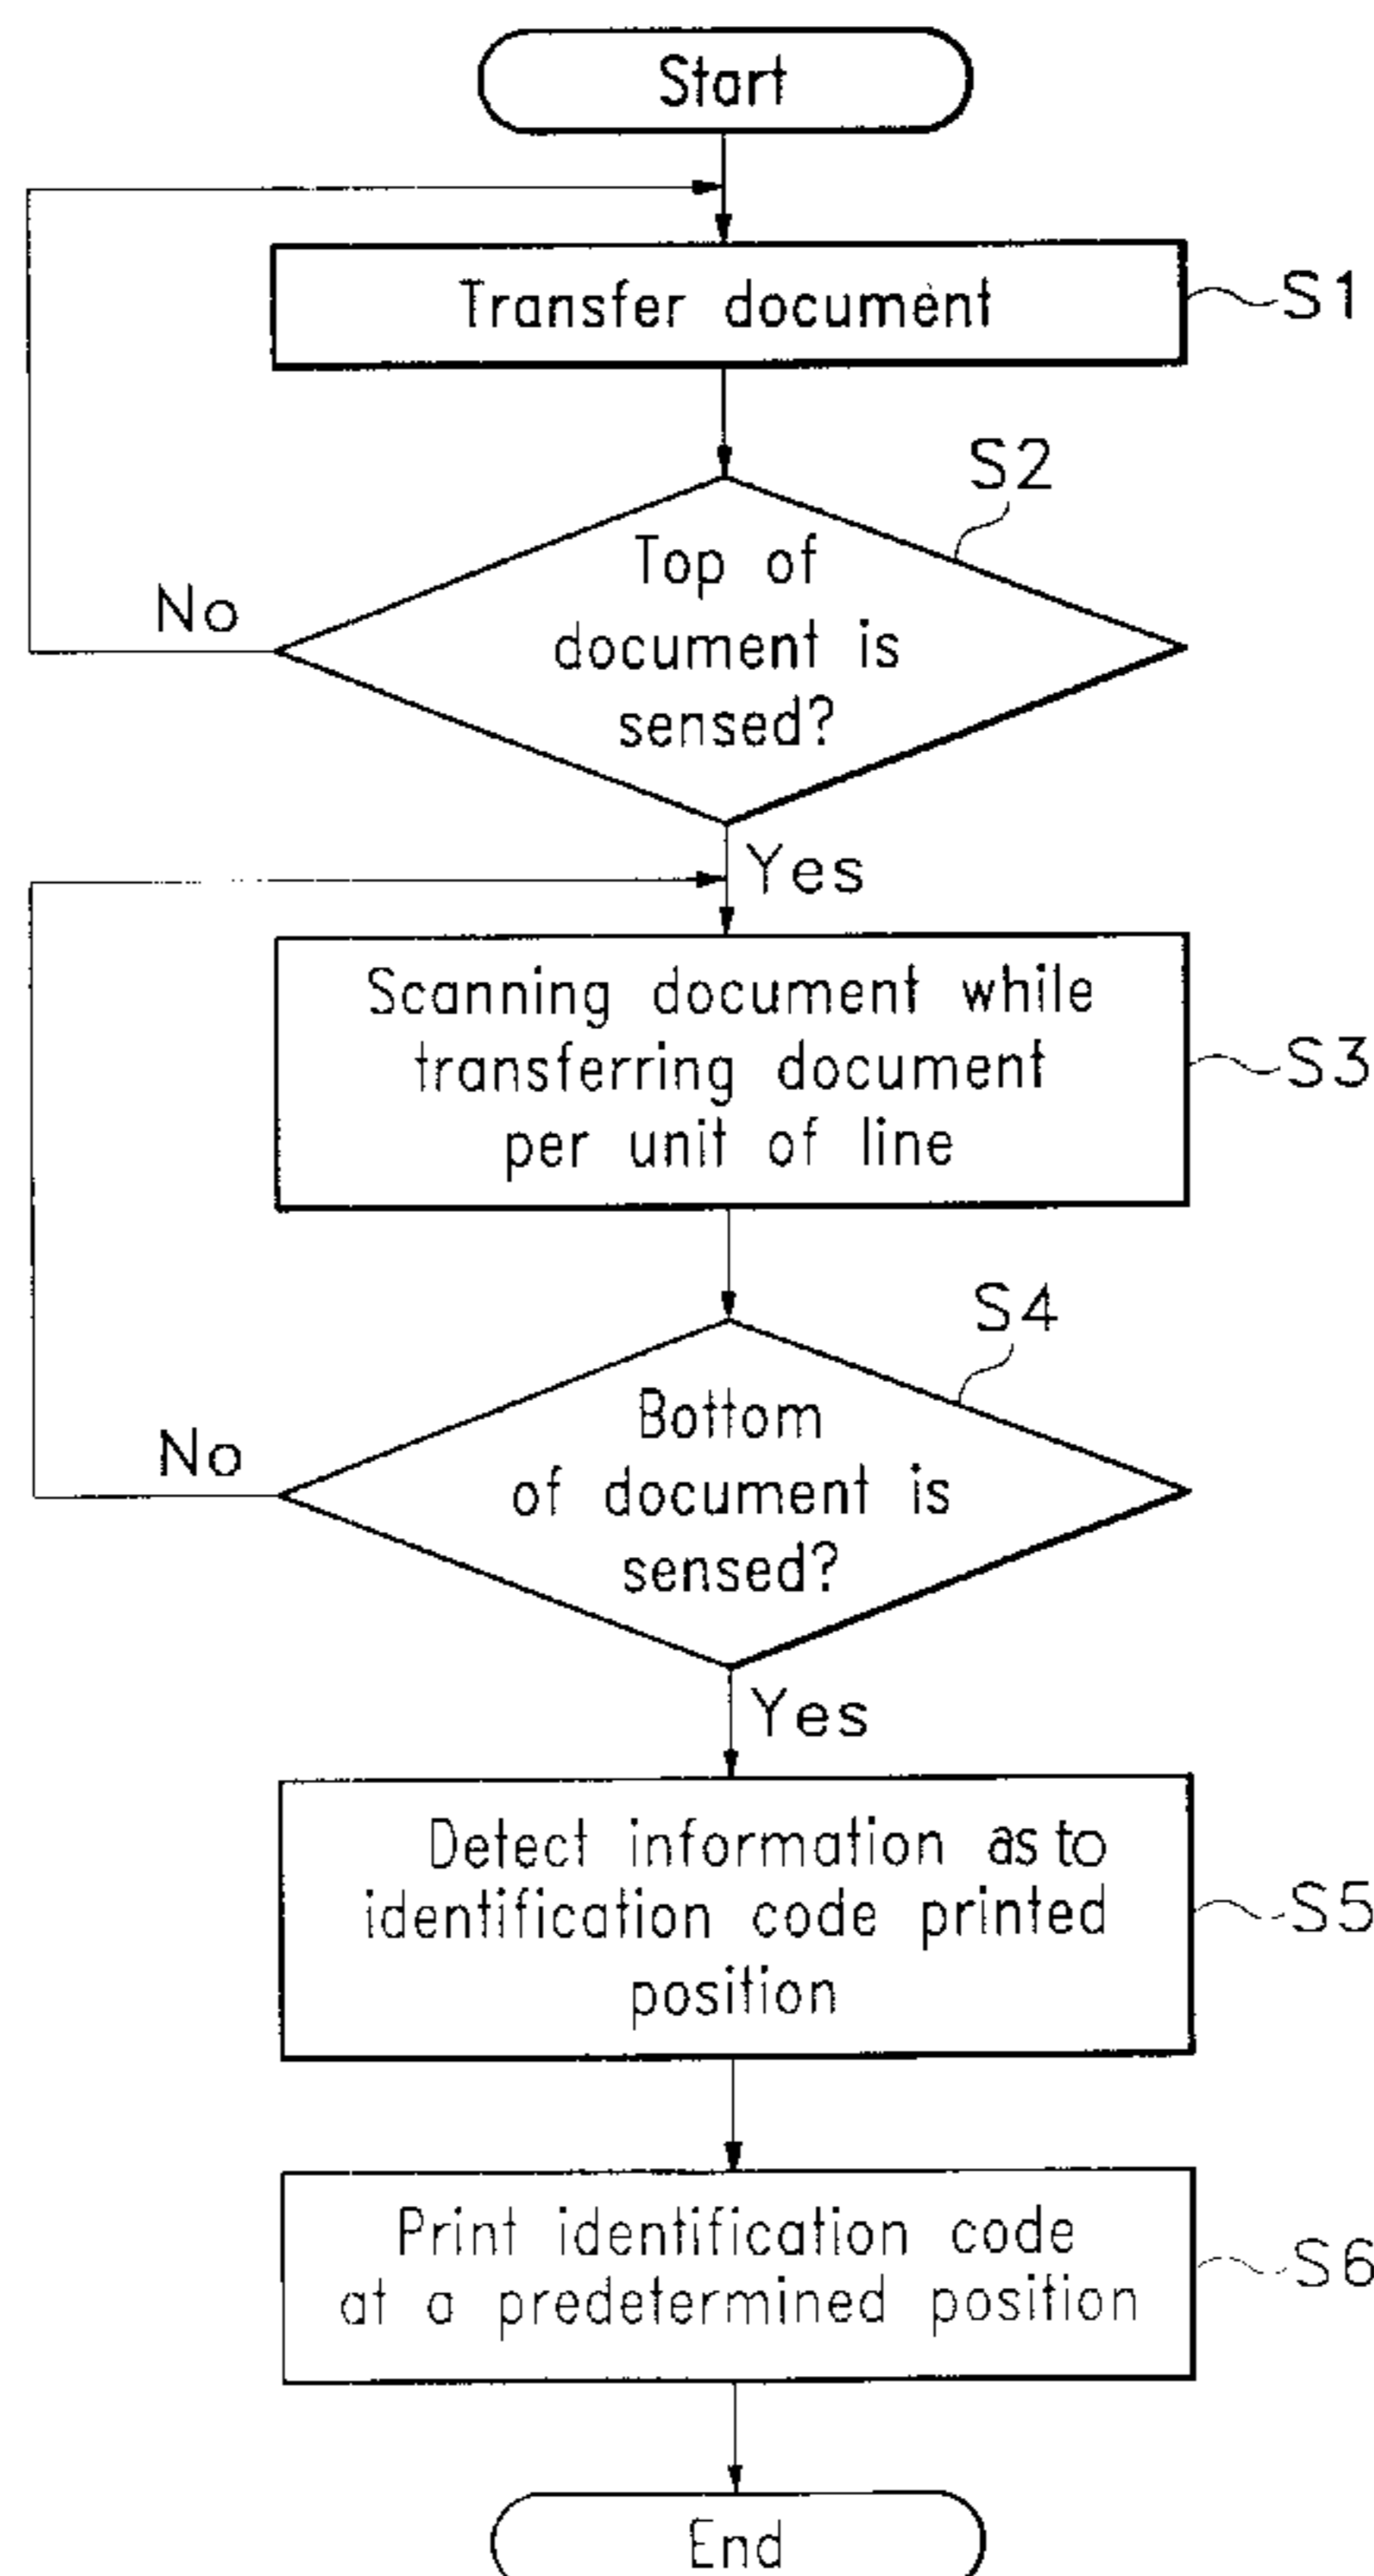 Start
Transfer document
S1
S2
Top of
document is
sensed?
No
Yes
Scanning document while
transferring document
per unit of line
S3
S4
Bottom
of document is
sensed?
No
Yes
Detect information as to
identification code printed
position
S5
Print identification code
at a predetermined position
S6
End